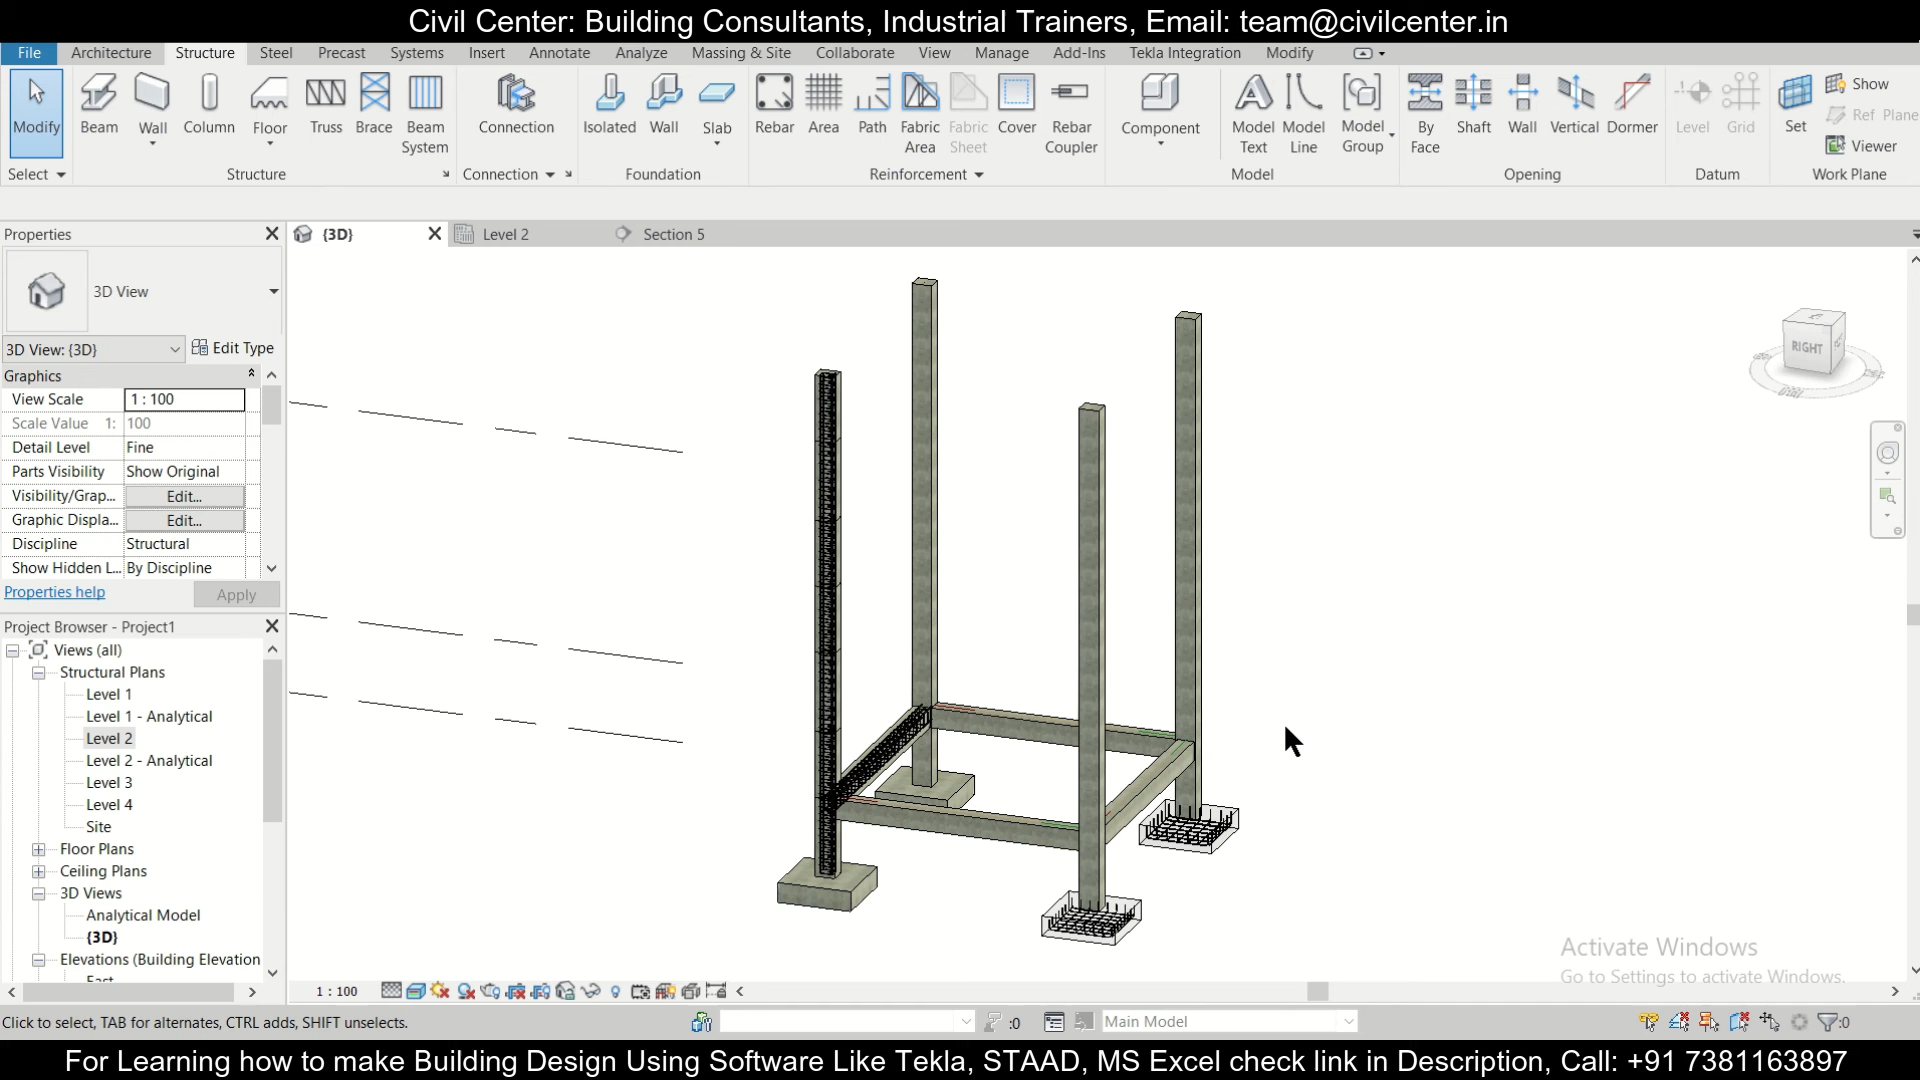 Civil Center: Building Consultants, Industrial Trainers, Email: team@civilcenter.in
File Architecture Structure Steel Precast Systems Insert Annotate Analyze Massing & Site Collaborate View Manage Add-Ins Tekla Integration Modify
Modify Beam Wall Column Floor Truss Brace Beam System Connection Isolated Wall Slab Rebar Area Path Fabric Area Fabric Sheet Cover Rebar Coupler Component Model Text Model Line Model Group By Face Shaft Wall Vertical Dormer Level Grid Set Show Ref Plane Viewer
Select Structure Connection Foundation Reinforcement Model Opening Datum Work Plane
Properties
{3D} Level 2 Section 5
3D View
3D View: {3D} Edit Type
Graphics
View Scale 1 : 100
Scale Value 1: 100
Detail Level Fine
Parts Visibility Show Original
Visibility/Grap... Edit...
Graphic Displa... Edit...
Discipline Structural
Show Hidden L... By Discipline
Properties help Apply
Project Browser - Project1
Views (all)
Structural Plans
Level 1
Level 1 - Analytical
Level 2
Level 2 - Analytical
Level 3
Level 4
Site
Floor Plans
Ceiling Plans
3D Views
Analytical Model
{3D}
Elevations (Building Elevation
East
RIGHT
Activate Windows
Go to Settings to activate Windows.
1 : 100
Click to select, TAB for alternates, CTRL adds, SHIFT unselects. :0 Main Model :0
For Learning how to make Building Design Using Software Like Tekla, STAAD, MS Excel check link in Description, Call: +91 7381163897